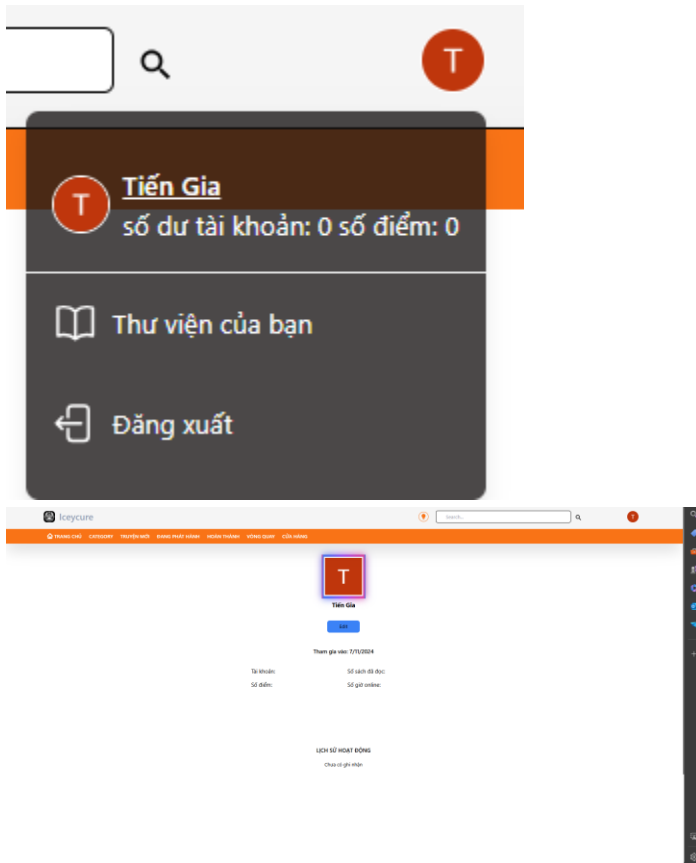 T
T
Tiến Gia
số dư tài khoản: 0 số điểm: 0
Thư viện của bạn
Đăng xuất
Iceycure
Search...
T
TRANG CHỦ CATEGORY TRUYỆN MỚI ĐANG PHÁT HÀNH HOÀN THÀNH VÒNG QUAY CỬA HÀNG
T
Tiến Gia
Edit
Tham gia vào: 7/11/2024
Tài khoản: Số sách đã đọc:
Số điểm: Số giờ online:
LỊCH SỬ HOẠT ĐỘNG
Chưa có ghi nhận